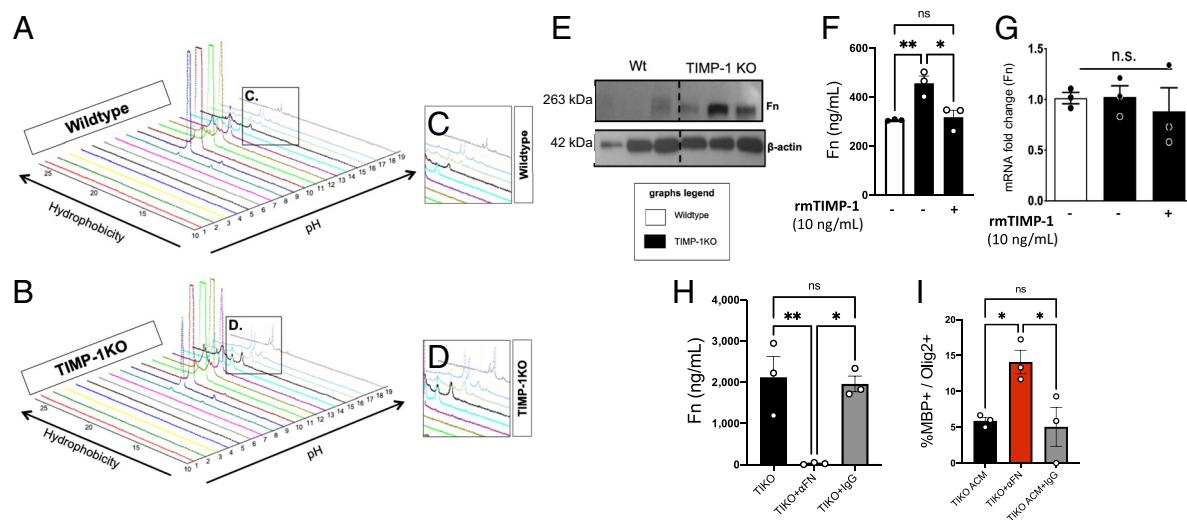 A
Wildtype
C.
25
20
15
10
1 2 3 4 5 6 7 8 9 10 11 12 13 14 15 16 17 18 19
Hydrophobicity
pH
C
Wildtype
B
TIMP-1KO
D.
25
20
15
10
1 2 3 4 5 6 7 8 9 10 11 12 13 14 15 16 17 18 19
Hydrophobicity
pH
D
TIMP-1KO
E
Wt
TIMP-1 KO
263 kDa
Fn
42 kDa
β-actin
graphs legend
Wildtype
TIMP-1KO
F
ns
** *
Fn (ng/mL)
600
400
200
0
rmTIMP-1
(10 ng/mL)
- - +
G
n.s.
mRNA fold change (Fn)
1.5
1.0
0.5
0.0
rmTIMP-1
(10 ng/mL)
- - +
H
ns
** *
Fn (ng/mL)
4,000
3,000
2,000
1,000
0
TIKO
TIKO+αFN
TIKO+IgG
I
ns
* *
%MBP+ / Olig2+
20
15
10
5
0
TIKO ACM
TIKO+αFN
TIKO ACM+IgG